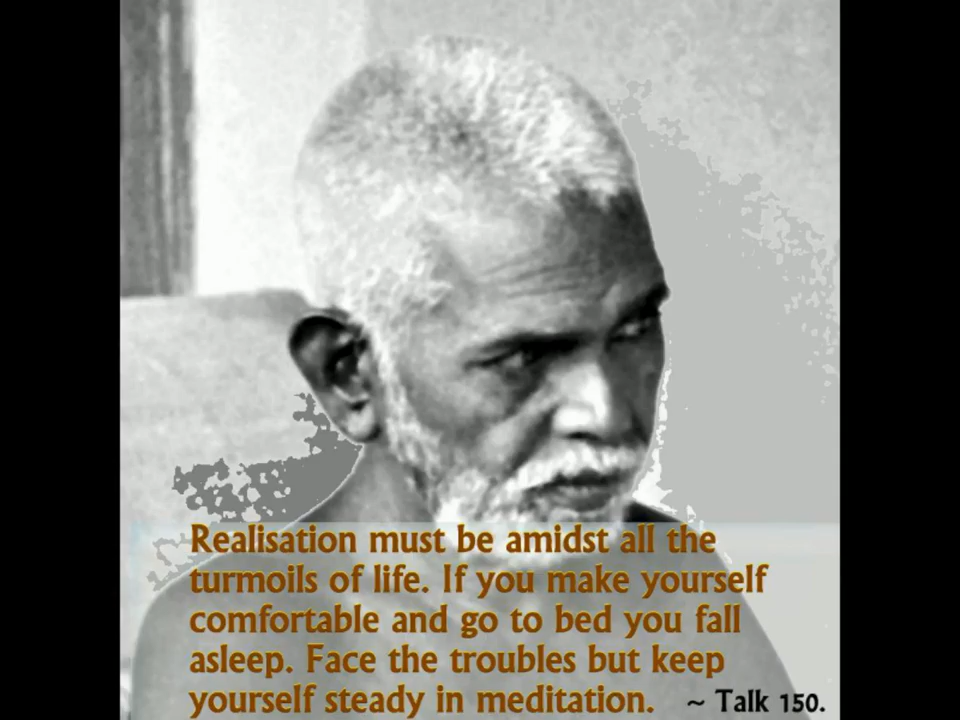 Realisation must be amidst all the
turmoils of life. If you make yourself
comfortable and go to bed you fall
asleep. Face the troubles but keep
yourself steady in meditation. ~ Talk 150.